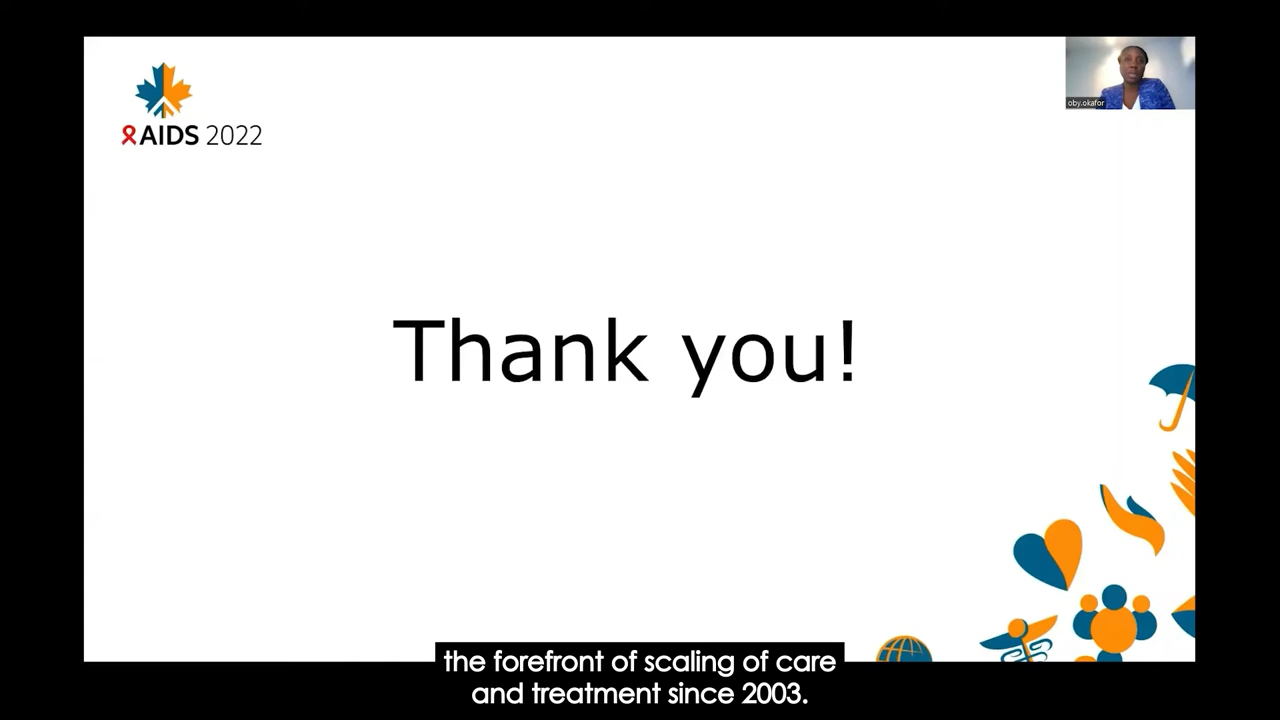 AIDS 2022
oby.okafor
Thank you!
the forefront of scaling of care
and treatment since 2003.